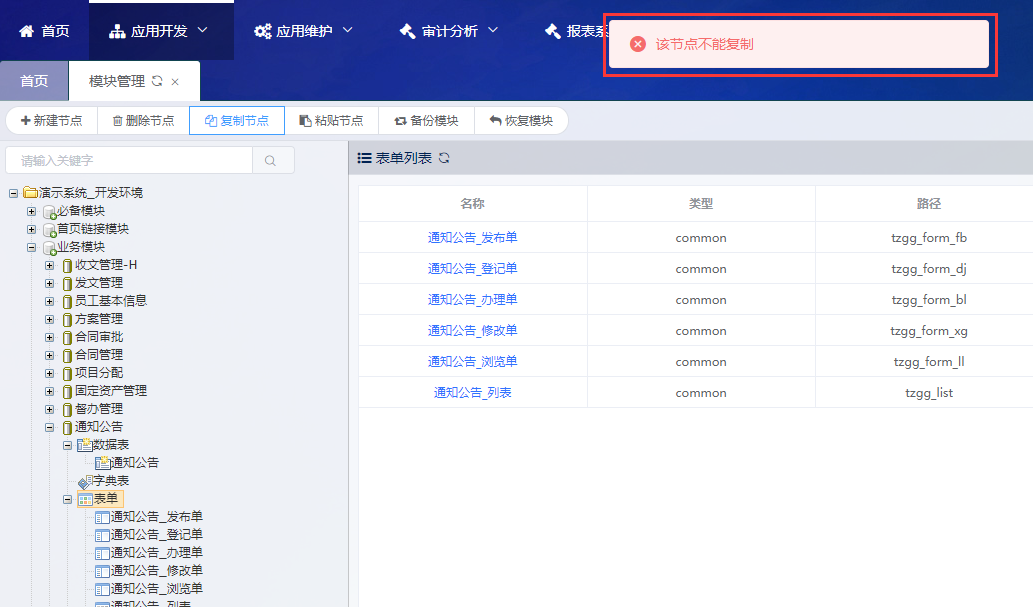 首页
应用开发
应用维护
审计分析
报表系
该节点不能复制
首页
模块管理
新建节点
删除节点
复制节点
粘贴节点
备份模块
恢复模块
请输入关键字
演示系统_开发环境
必备模块
首页链接模块
业务模块
收文管理-H
发文管理
员工基本信息
方案管理
合同审批
合同管理
项目分配
固定资产管理
督办管理
通知公告
数据表
通知公告
字典表
表单
通知公告_发布单
通知公告_登记单
通知公告_办理单
通知公告_修改单
通知公告_浏览单
通知公告_列表
表单列表
名称 类型 路径
通知公告_发布单 common tzgg_form_fb
通知公告_登记单 common tzgg_form_dj
通知公告_办理单 common tzgg_form_bl
通知公告_修改单 common tzgg_form_xg
通知公告_浏览单 common tzgg_form_ll
通知公告_列表 common tzgg_list